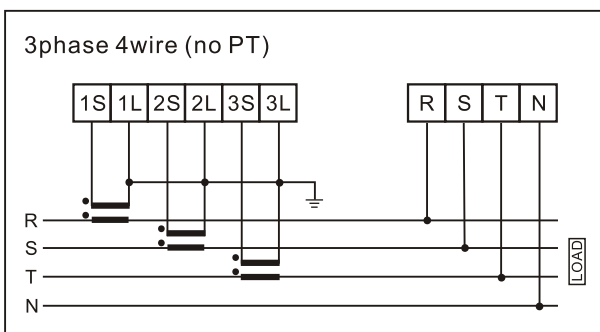 3phase 4wire (no PT)
1S 1L 2S 2L 3S 3L
R S T N
R
S
T
N
LOAD